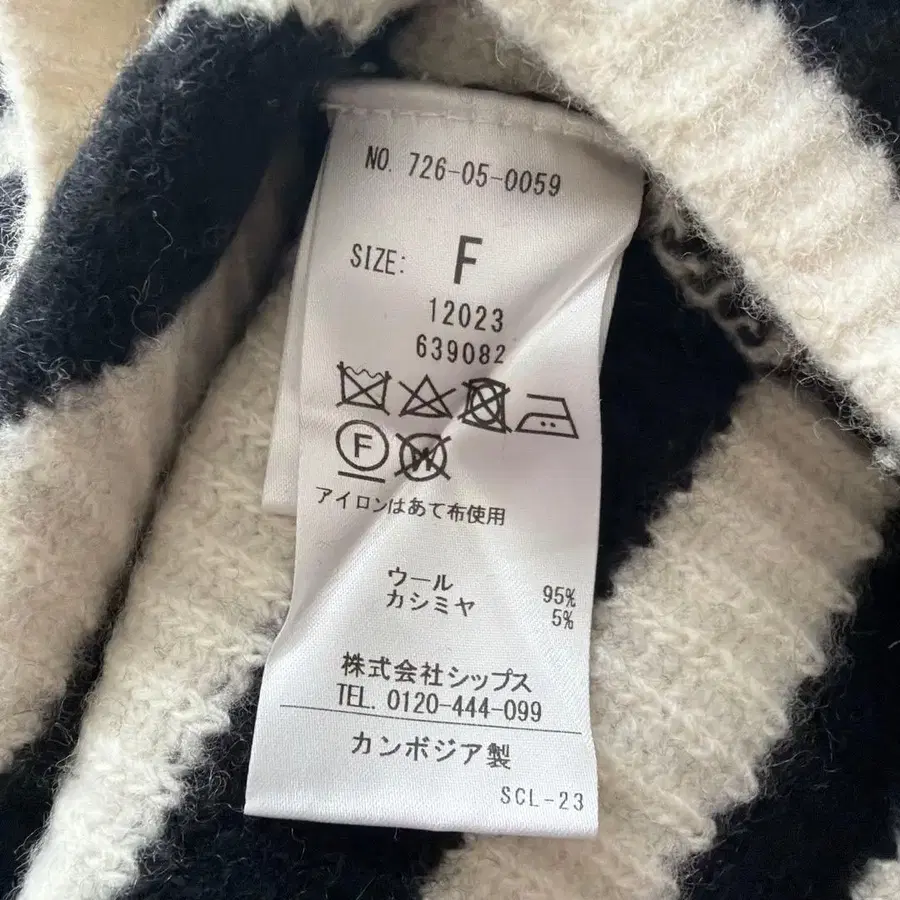 NO. 726-05-0059
SIZE: F
12023
639082
F W
アイロンはあて布使用
ウール 95%
カシミヤ 5%
株式会社シップス
TEL. 0120-444-099
カンボジア製
SCL-23